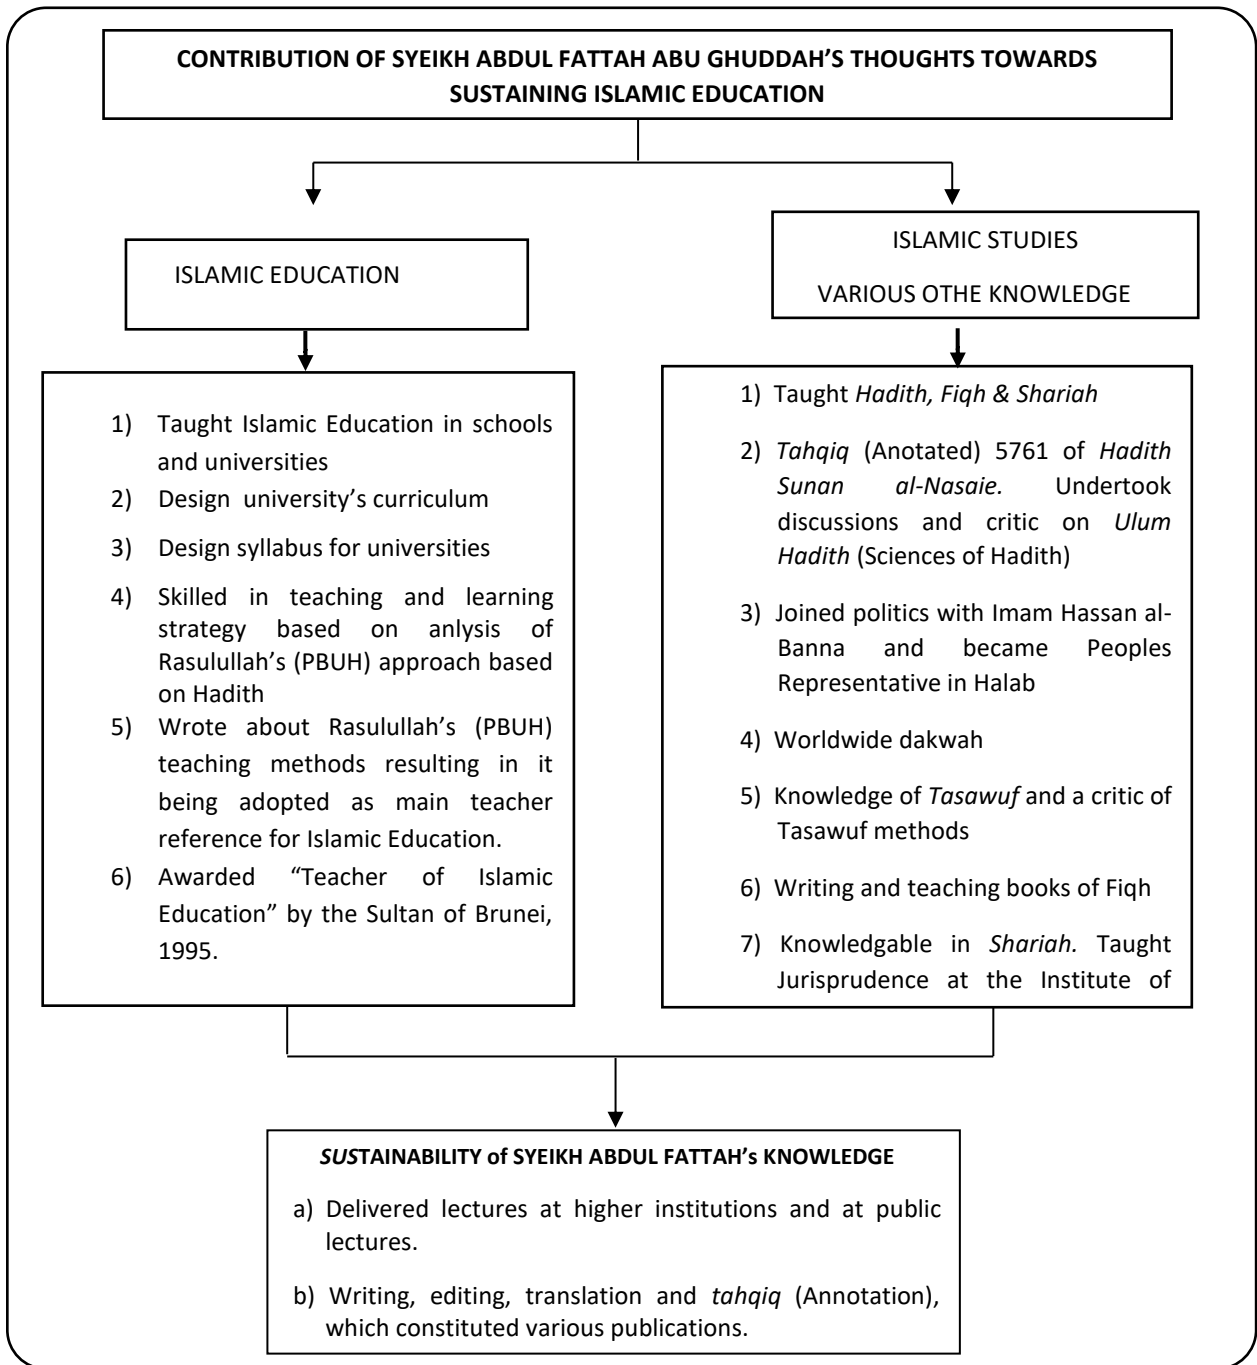 CONTRIBUTION OF SYEIKH ABDUL FATTAH ABU GHUDDAH'S THOUGHTS TOWARDS
SUSTAINING ISLAMIC EDUCATION
ISLAMIC EDUCATION
1) Taught Islamic Education in schools
and universities
2) Design university's curriculum
3) Design syllabus for universities
4) Skilled in teaching and learning
strategy based on anlysis of
Rasulullah's (PBUH) approach based
on Hadith
5) Wrote about Rasulullah's (PBUH)
teaching methods resulting in it
being adopted as main teacher
reference for Islamic Education.
6) Awarded "Teacher of Islamic
Education" by the Sultan of Brunei,
1995.
ISLAMIC STUDIES
VARIOUS OTHE KNOWLEDGE
1) Taught Hadith, Fiqh & Shariah
2) Tahqiq (Anotated) 5761 of Hadith
Sunan al-Nasaie. Undertook
discussions and critic on Ulum
Hadith (Sciences of Hadith)
3) Joined politics with Imam Hassan al-
Banna and became Peoples
Representative in Halab
4) Worldwide dakwah
5) Knowledge of Tasawuf and a critic of
Tasawuf methods
6) Writing and teaching books of Fiqh
7) Knowledgable in Shariah. Taught
Jurisprudence at the Institute of
SUSTAINABILITY of SYEIKH ABDUL FATTAH's KNOWLEDGE
a) Delivered lectures at higher institutions and at public
lectures.
b) Writing, editing, translation and tahqiq (Annotation),
which constituted various publications.